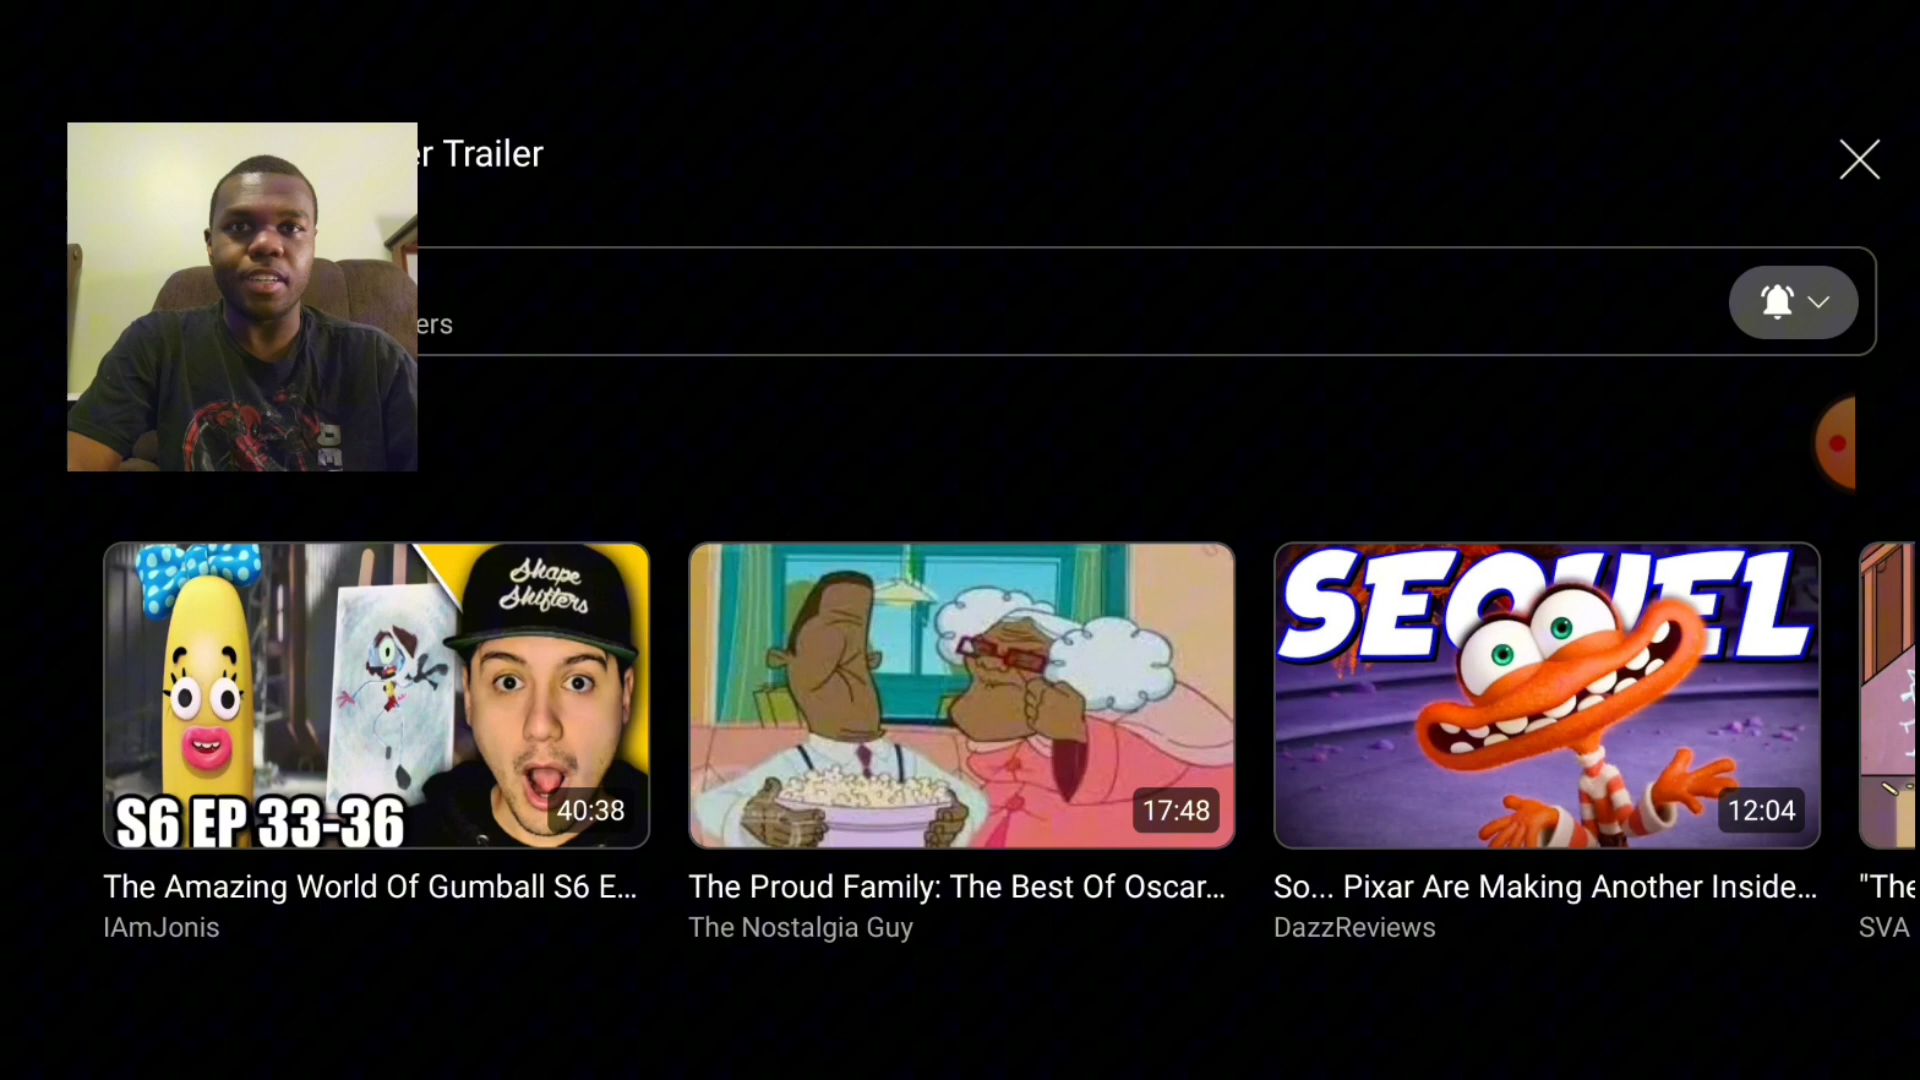 er Trailer
ers
Shape
Shifters
S6 EP 33-36
40:38
17:48
SEQUEL
12:04
The Amazing World Of Gumball S6 E...
IAmJonis
The Proud Family: The Best Of Oscar...
The Nostalgia Guy
So... Pixar Are Making Another Inside...
DazzReviews
"The
SVA